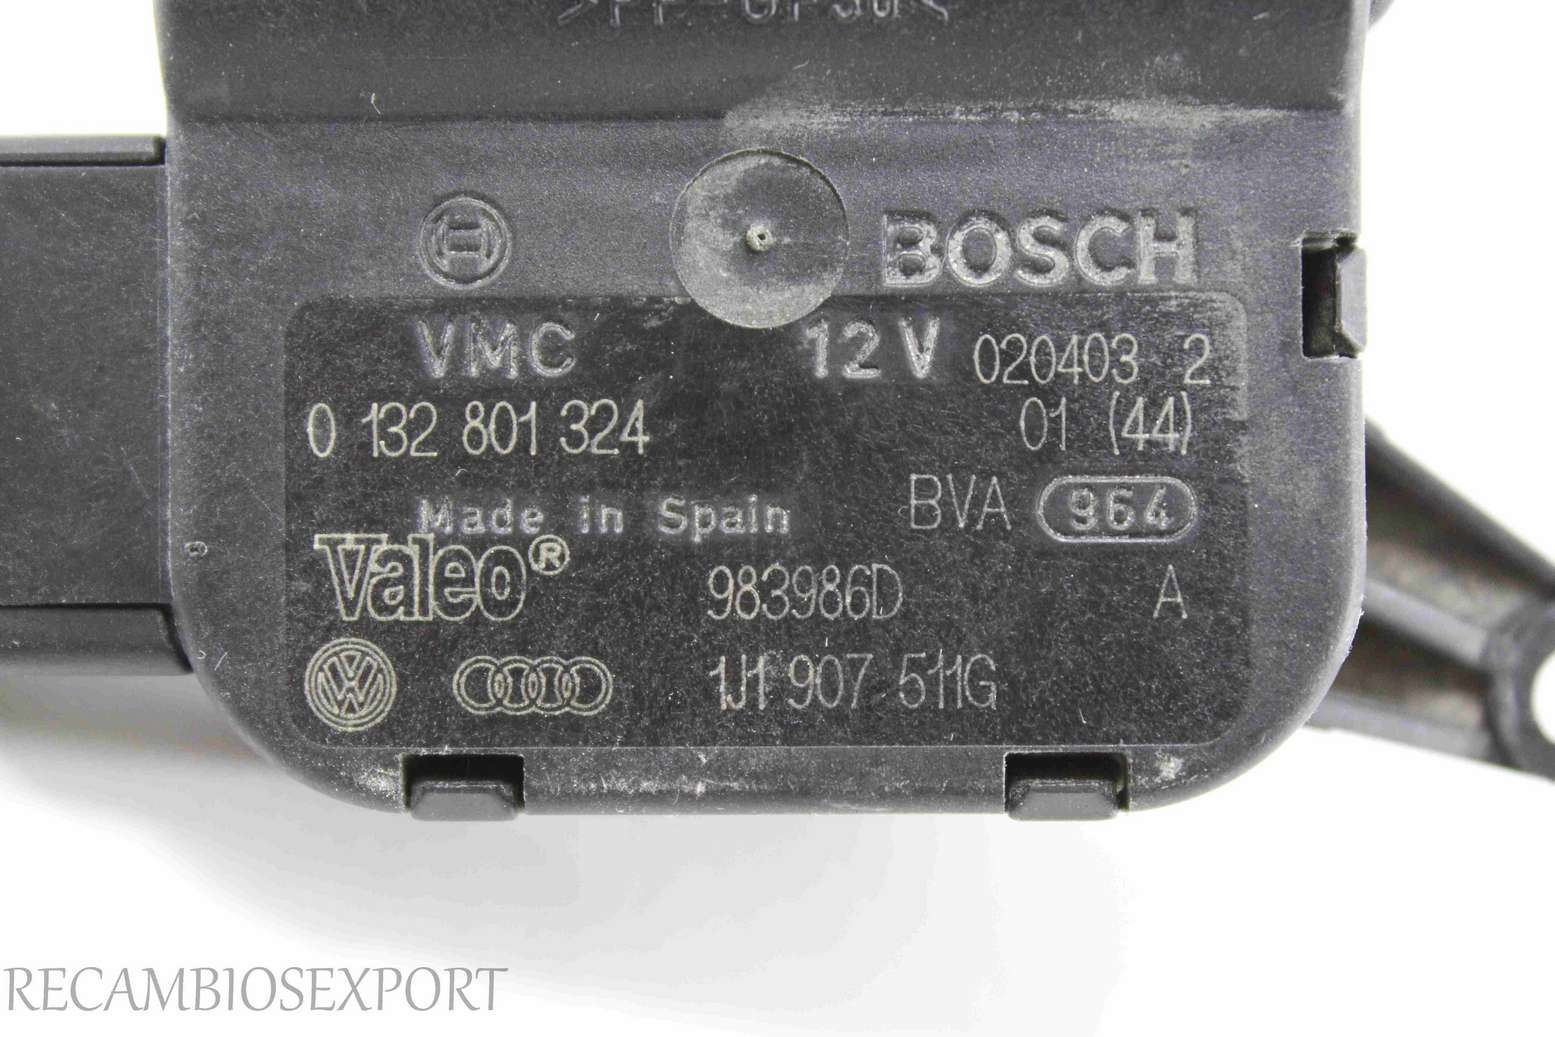 BOSCH
VMC 12 V 020403 2
0 132 801 324 01 (44)
Made in Spain BVA 964
Valeo® 983986D A
1J1 907 511G
RECAMBIOSEXPORT